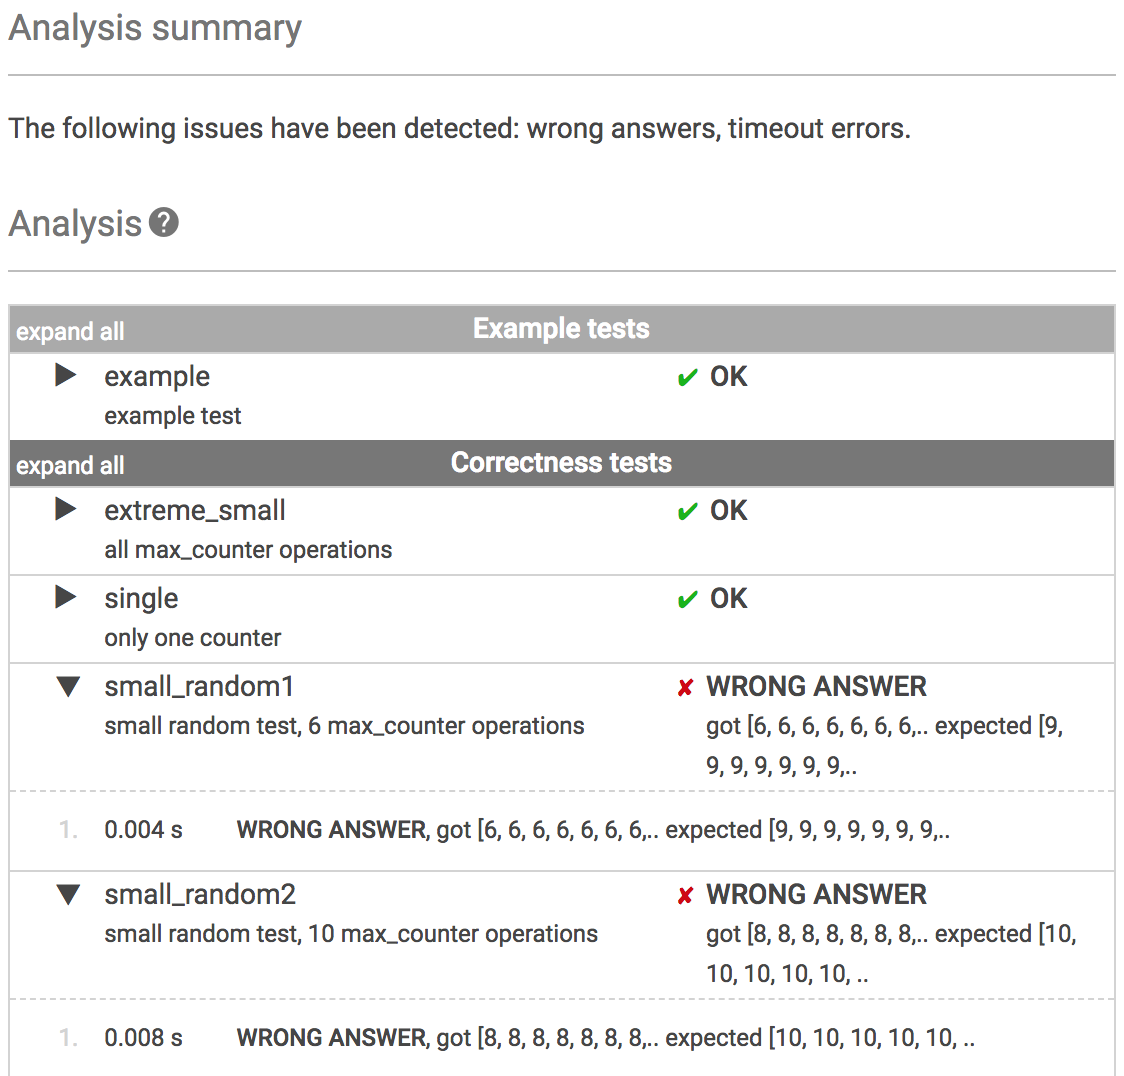 Analysis summary
The following issues have been detected: wrong answers, timeout errors.
Analysis ?
expand all Example tests
example ✔ OK
example test
expand all Correctness tests
extreme_small ✔ OK
all max_counter operations
single ✔ OK
only one counter
small_random1 ✘ WRONG ANSWER
small random test, 6 max_counter operations got [6, 6, 6, 6, 6, 6, 6,.. expected [9,
9, 9, 9, 9, 9, 9,..
1. 0.004 s WRONG ANSWER, got [6, 6, 6, 6, 6, 6, 6,.. expected [9, 9, 9, 9, 9, 9, 9,..
small_random2 ✘ WRONG ANSWER
small random test, 10 max_counter operations got [8, 8, 8, 8, 8, 8, 8,.. expected [10,
10, 10, 10, 10, ..
1. 0.008 s WRONG ANSWER, got [8, 8, 8, 8, 8, 8, 8,.. expected [10, 10, 10, 10, 10, ..